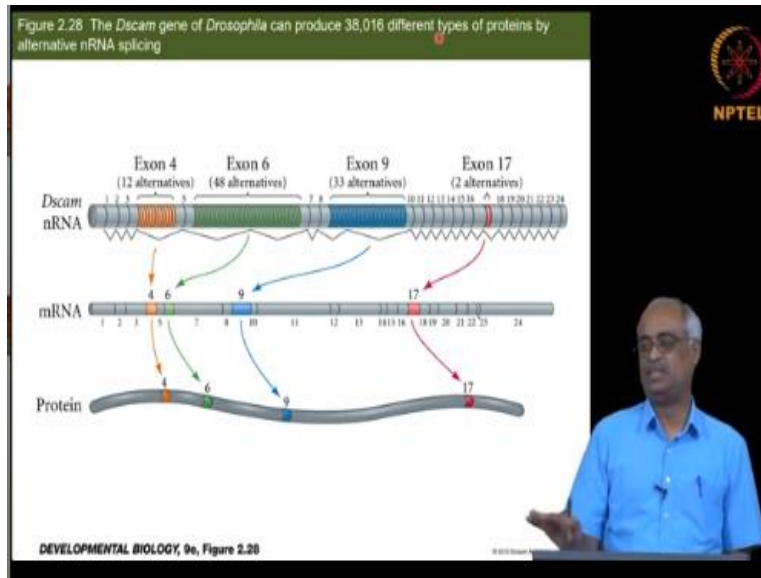 Figure 2.28 The Dscam gene of Drosophila can produce 38,016 different types of proteins by
alternative nRNA splicing
NPTEL
Exon 4
(12 alternatives)
Exon 6
(48 alternatives)
Exon 9
(33 alternatives)
Exon 17
(2 alternatives)
Dscam
nRNA
1 2 3 5 7 8 10 11 12 13 14 15 16 18 19 20 21 22 23 24
4 6 9 17
mRNA
1 2 3 5 7 8 10 11 12 13 14 15 16 18 19 20 21 22 23 24
4 6 9 17
Protein
DEVELOPMENTAL BIOLOGY, 9e, Figure 2.28